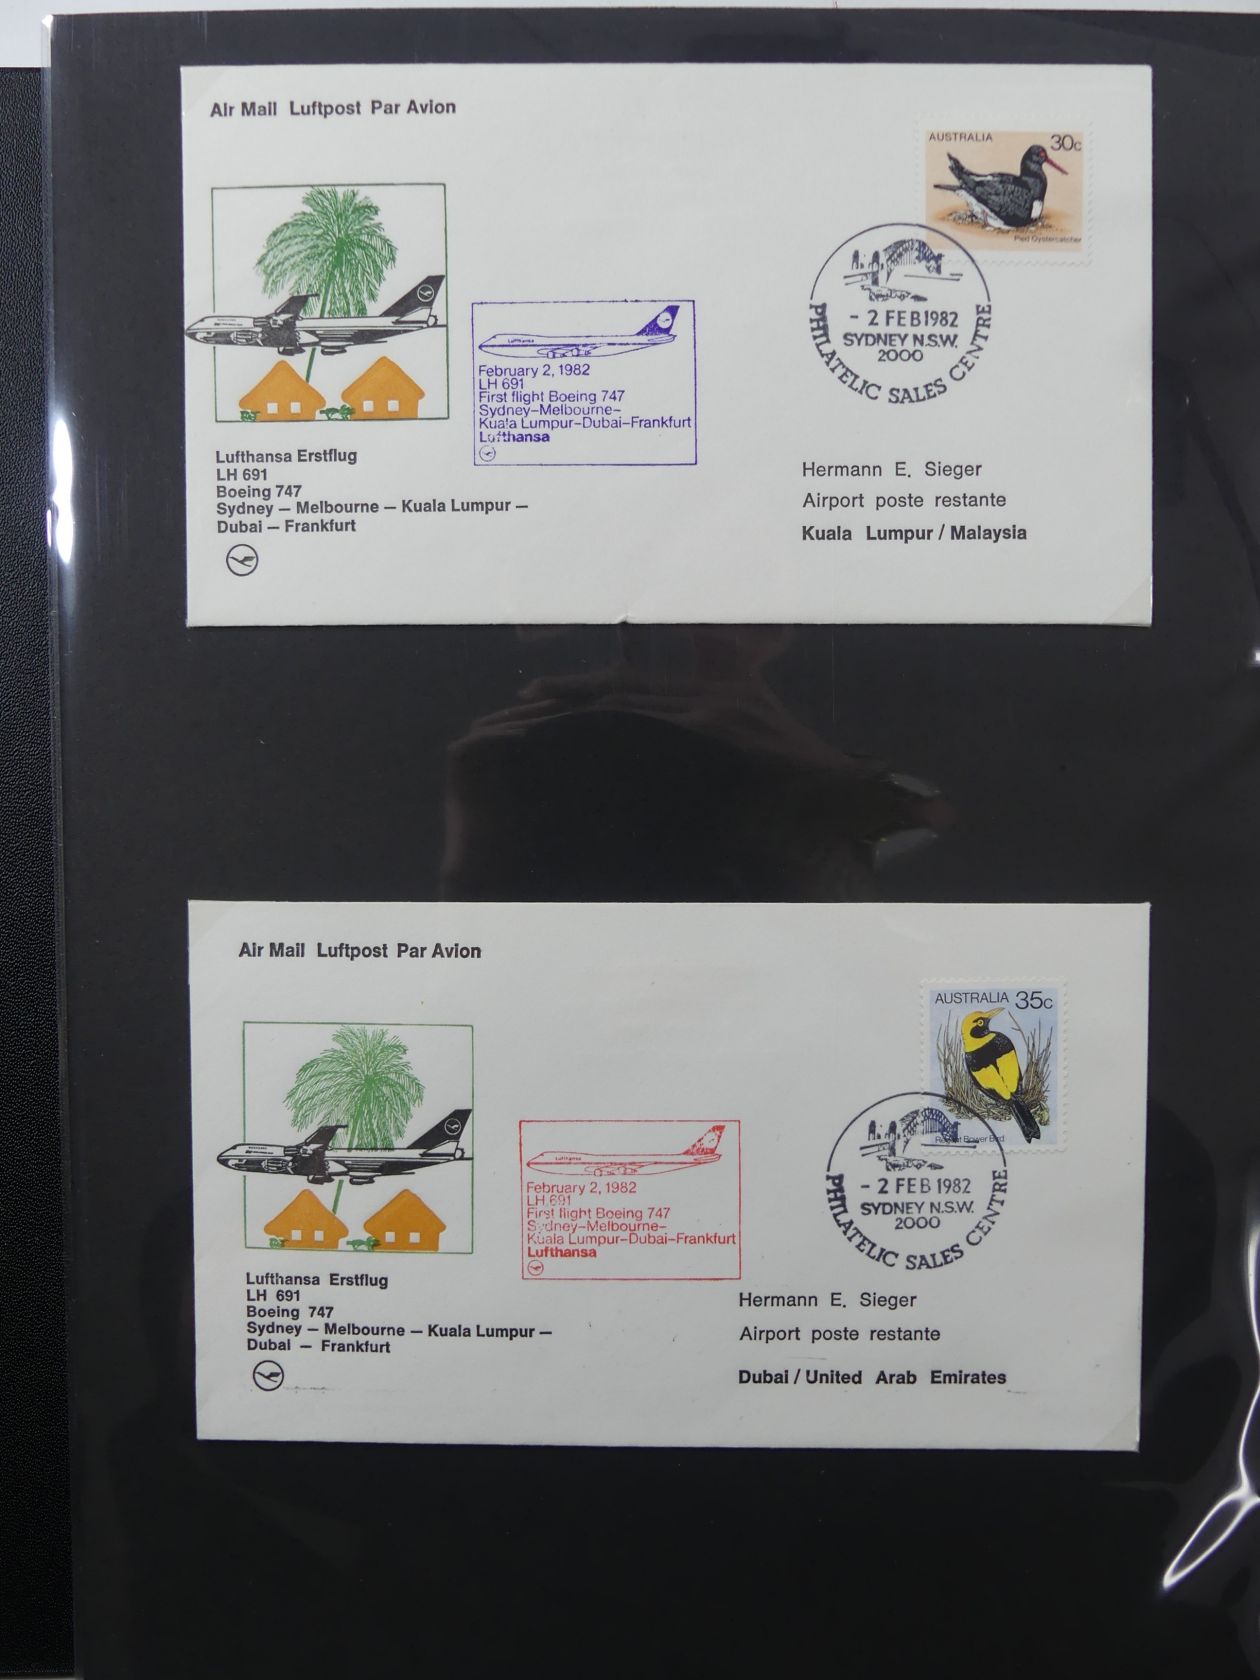 Air Mail Luftpost Par Avion
AUSTRALIA 30c
Pied Oystercatcher
- 2 FEB 1982
SYDNEY N.S.W.
2000
PHILATELIC SALES CENTRE
Lufthansa
February 2, 1982
LH 691
First flight Boeing 747
Sydney–Melbourne–
Kuala Lumpur–Dubai–Frankfurt
Lufthansa
Lufthansa Erstflug
LH 691
Boeing 747
Sydney – Melbourne – Kuala Lumpur –
Dubai – Frankfurt
Hermann E. Sieger
Airport poste restante
Kuala Lumpur / Malaysia
Air Mail Luftpost Par Avion
AUSTRALIA 35c
Regent Bower Bird
- 2 FEB 1982
SYDNEY N.S.W.
2000
PHILATELIC SALES CENTRE
Lufthansa
February 2, 1982
LH 691
First flight Boeing 747
Sydney–Melbourne–
Kuala Lumpur–Dubai–Frankfurt
Lufthansa
Lufthansa Erstflug
LH 691
Boeing 747
Sydney – Melbourne – Kuala Lumpur –
Dubai – Frankfurt
Hermann E. Sieger
Airport poste restante
Dubai / United Arab Emirates